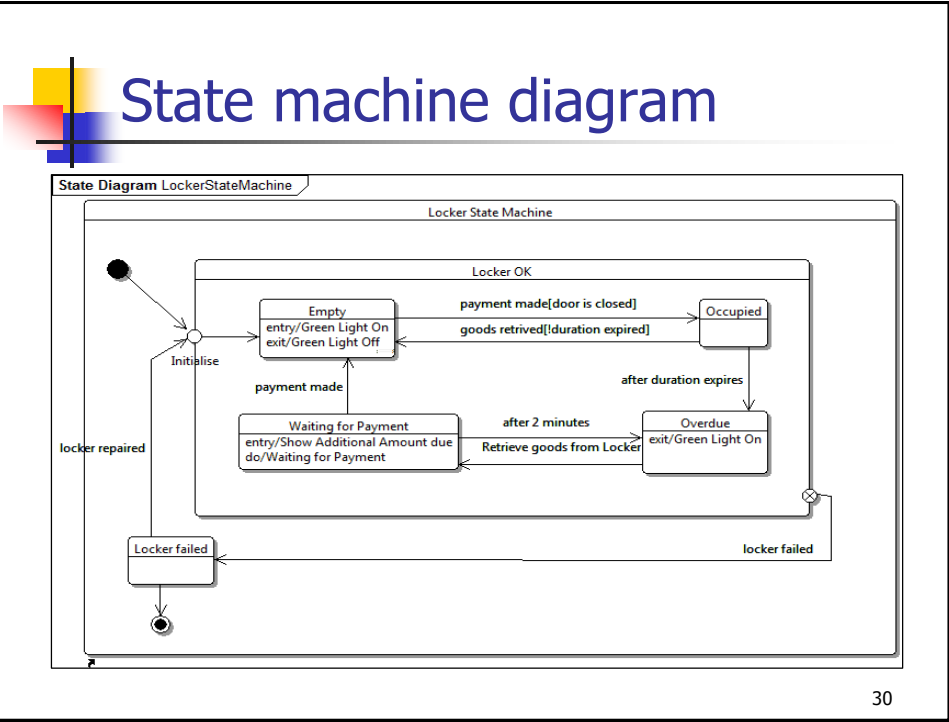 State machine diagram
State Diagram LockerStateMachine
Locker State Machine
Locker OK
Empty
entry/Green Light On
exit/Green Light Off
payment made[door is closed]
goods retrived[!duration expired]
Occupied
Initialise
payment made
after duration expires
Waiting for Payment
entry/Show Additional Amount due
do/Waiting for Payment
after 2 minutes
Retrieve goods from Locker
Overdue
exit/Green Light On
locker repaired
Locker failed
locker failed
30